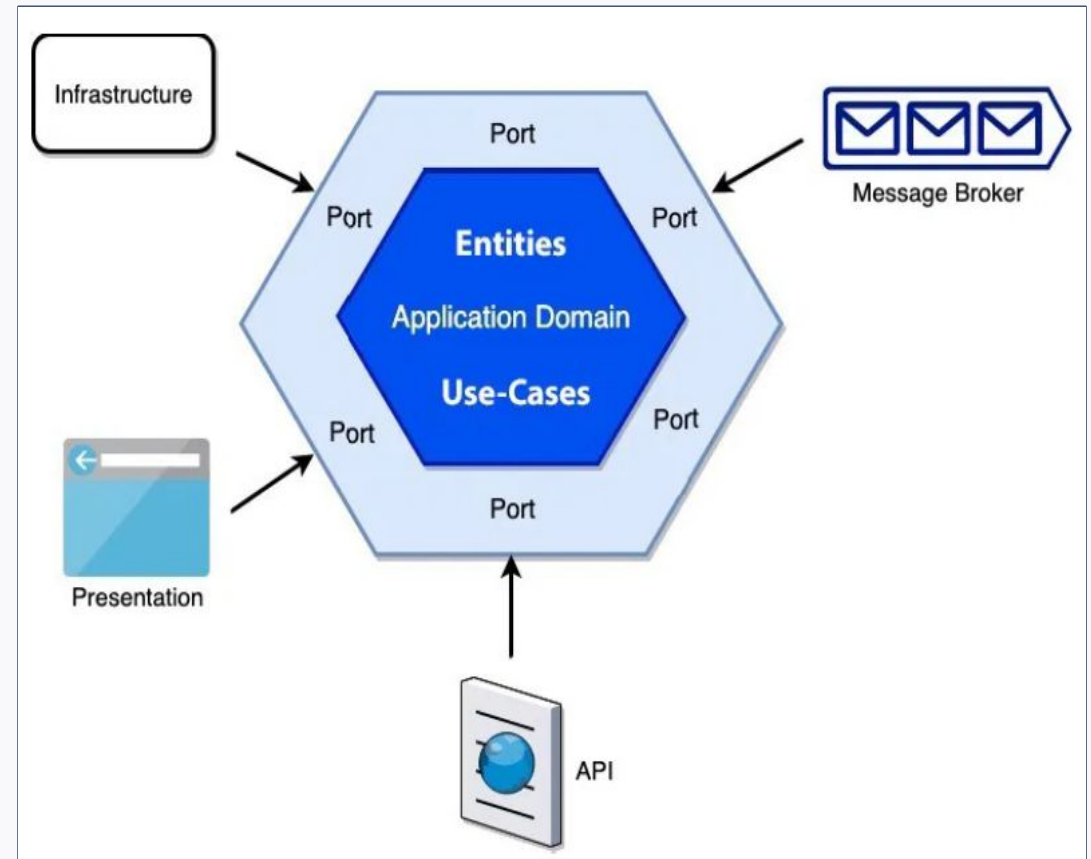 Infrastructure
Port
Message Broker
Port
Port
Entities
Application Domain
Use-Cases
Port
Port
Port
Presentation
API